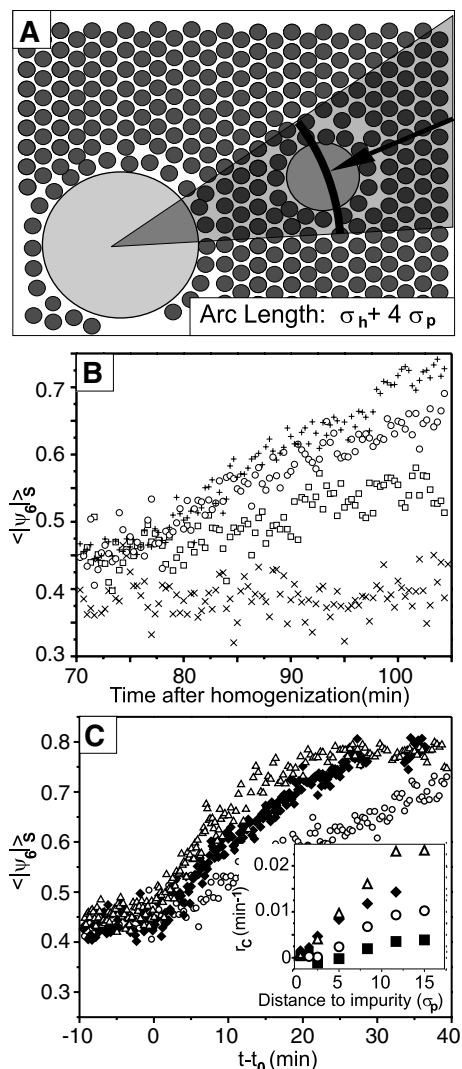 A
Arc Length: σh+ 4 σp
B
0.7
0.6
0.5
0.4
0.3
<|ψ6|>s
70 80 90 100
Time after homogenization(min)
C
0.8
0.7
0.6
0.5
0.4
0.3
<|ψ6|>s
0.02
0.01
0
rc (min-1)
0 5 10 15
Distance to impurity (σp)
-10 0 10 20 30 40
t-t0 (min)